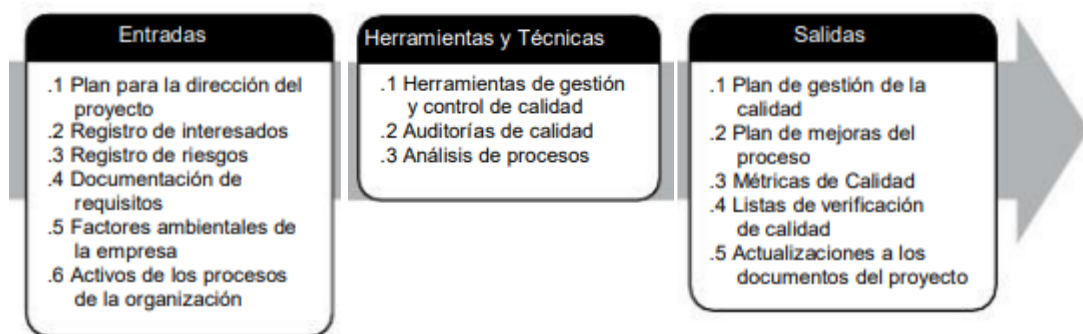 Entradas
.1 Plan para la dirección del
proyecto
.2 Registro de interesados
.3 Registro de riesgos
.4 Documentación de
requisitos
.5 Factores ambientales de
la empresa
.6 Activos de los procesos
de la organización
Herramientas y Técnicas
.1 Herramientas de gestión
y control de calidad
.2 Auditorías de calidad
.3 Análisis de procesos
Salidas
.1 Plan de gestión de la
calidad
.2 Plan de mejoras del
proceso
.3 Métricas de Calidad
.4 Listas de verificación
de calidad
.5 Actualizaciones a los
documentos del proyecto